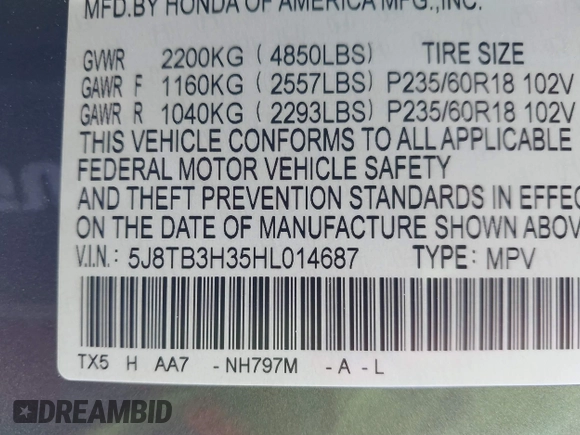 MFD.BY HONDA OF AMERICA MFG.,INC.
GVWR 2200KG ( 4850LBS) TIRE SIZE
GAWR F 1160KG ( 2557LBS) P235/60R18 102V
GAWR R 1040KG ( 2293LBS) P235/60R18 102V
THIS VEHICLE CONFORMS TO ALL APPLICABLE
FEDERAL MOTOR VEHICLE SAFETY
AND THEFT PREVENTION STANDARDS IN EFFEC
ON THE DATE OF MANUFACTURE SHOWN ABOV
V.I.N.: 5J8TB3H35HL014687 TYPE: MPV
TX5 H AA7 - NH797M - A - L
DREAMBID